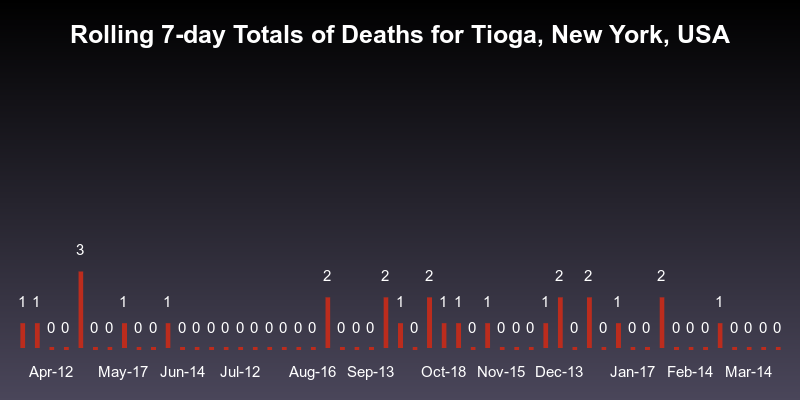 Rolling 7-day Totals of Deaths for Tioga, New York, USA
3
2 2 2 2 2 2
1 1 1 1 1 1 1 1 1 1 1
0 0 0 0 0 0 0 0 0 0 0 0 0 0 0 0 0 0 0 0 0 0 0 0 0 0 0 0 0 0 0 0 0 0 0
Apr-12 May-17 Jun-14 Jul-12 Aug-16 Sep-13 Oct-18 Nov-15 Dec-13 Jan-17 Feb-14 Mar-14